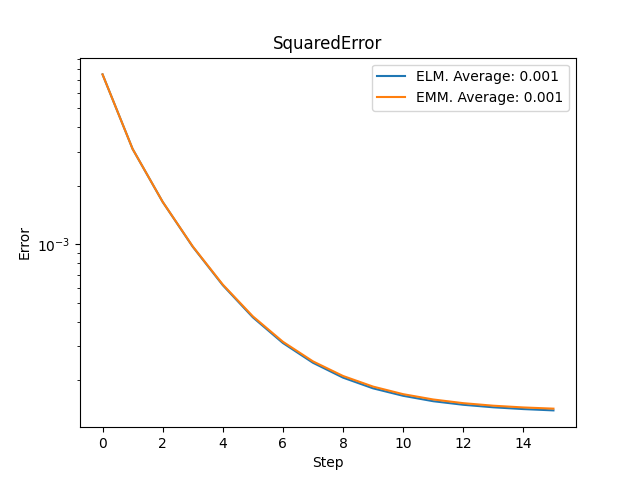 SquaredError
ELM. Average: 0.001
EMM. Average: 0.001
Error
10⁻³
0 2 4 6 8 10 12 14
Step